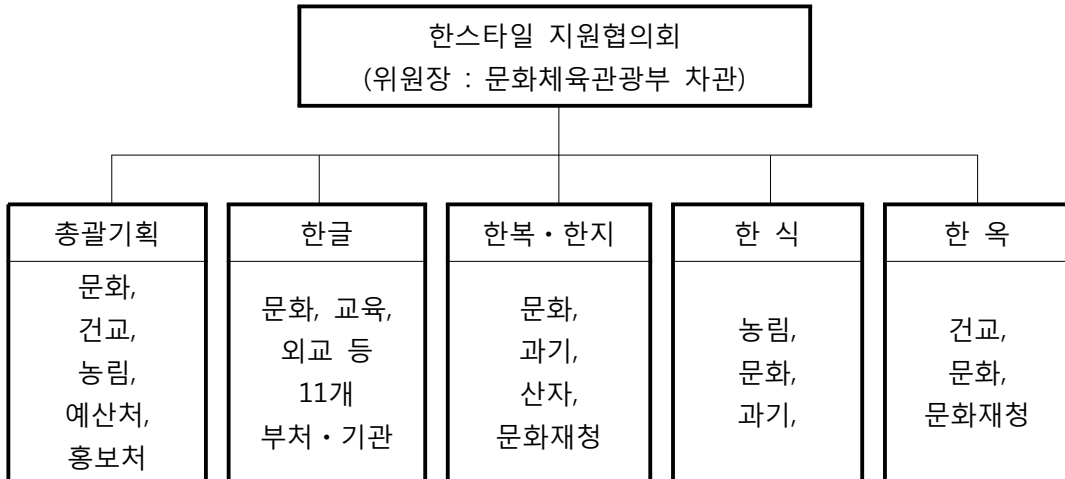 한스타일 지원협의회
(위원장 : 문화체육관광부 차관)
총괄기획
문화,
건교,
농림,
예산처,
홍보처
한글
문화, 교육,
외교 등
11개
부처・기관
한복・한지
문화,
과기,
산자,
문화재청
한 식
농림,
문화,
과기,
한 옥
건교,
문화,
문화재청